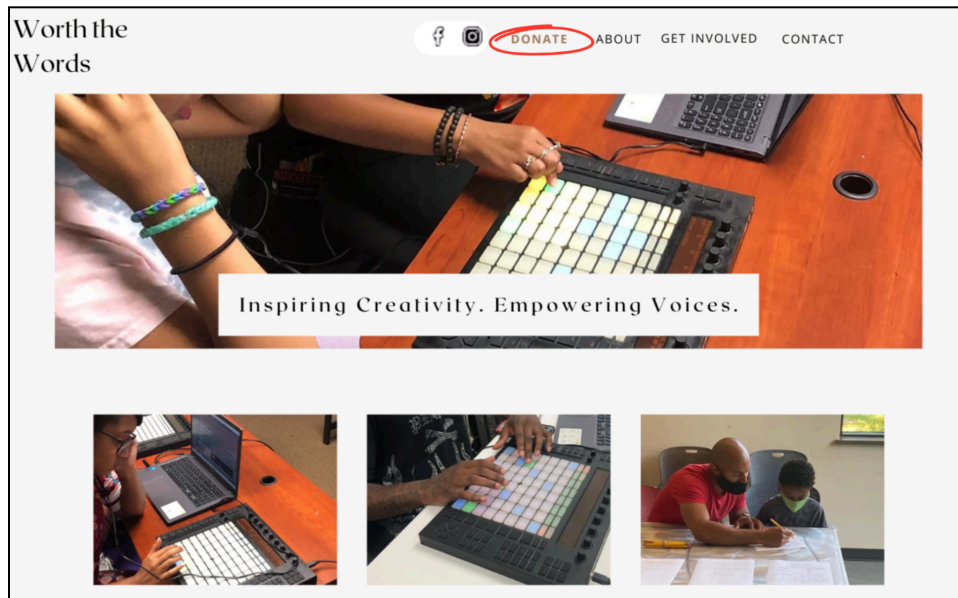 Worth the
Words
DONATE
ABOUT
GET INVOLVED
CONTACT
Inspiring Creativity. Empowering Voices.